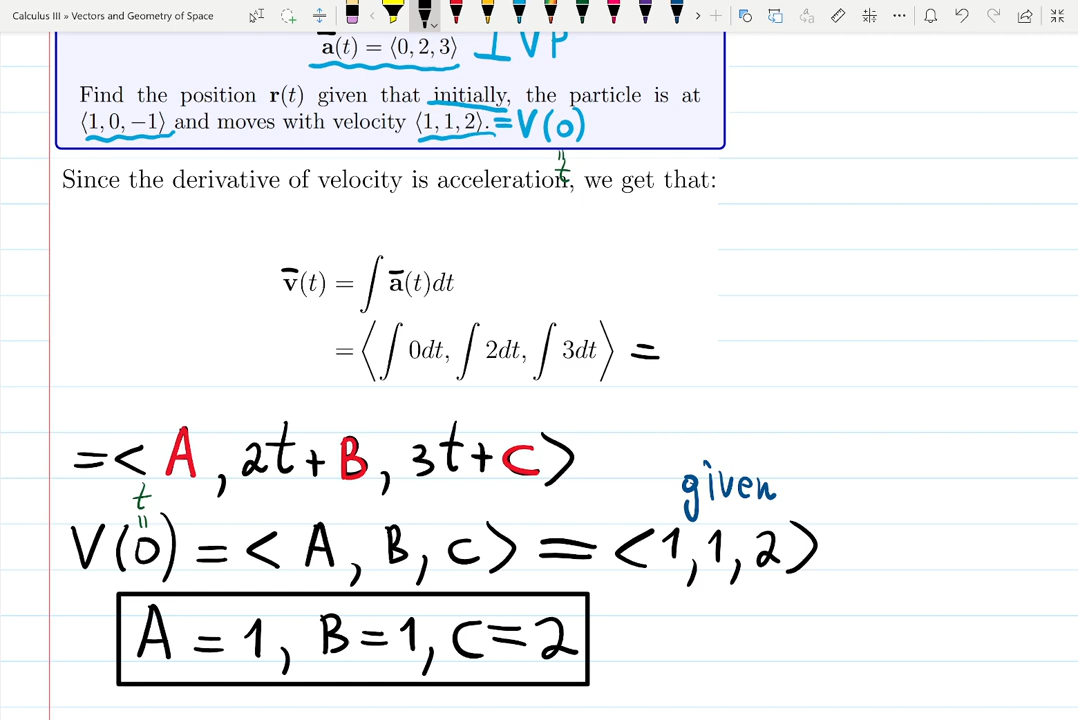 Calculus III > Vectors and Geometry of Space
a(t) = ⟨0, 2, 3⟩ IVP
Find the position r(t) given that initially, the particle is at
⟨1, 0, −1⟩ and moves with velocity ⟨1, 1, 2⟩. = V(0)
" t
Since the derivative of velocity is acceleration, we get that:
v̄(t) = ∫ ā(t)dt
= ⟨ ∫ 0dt, ∫ 2dt, ∫ 3dt ⟩ =
= < A , 2t + B , 3t + C >
given
t
"
V(0) = < A , B , C > = < 1, 1, 2 >
A = 1, B = 1, C = 2